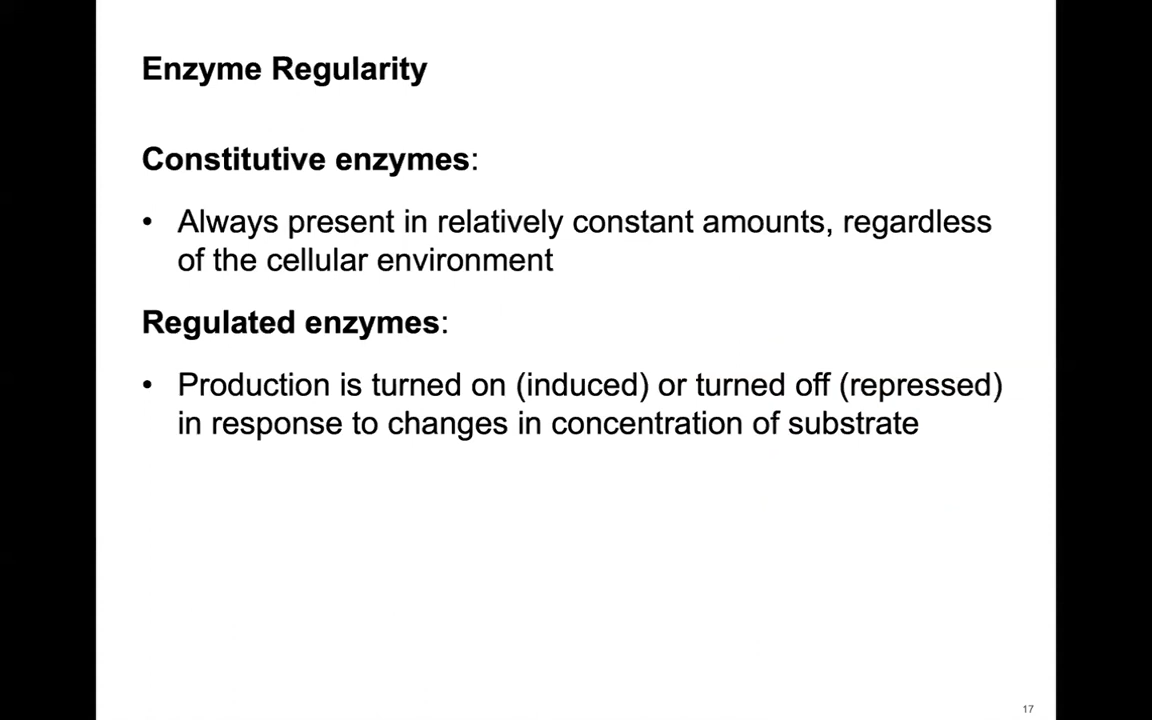 Enzyme Regularity
Constitutive enzymes:
• Always present in relatively constant amounts, regardless
of the cellular environment
Regulated enzymes:
• Production is turned on (induced) or turned off (repressed)
in response to changes in concentration of substrate
17